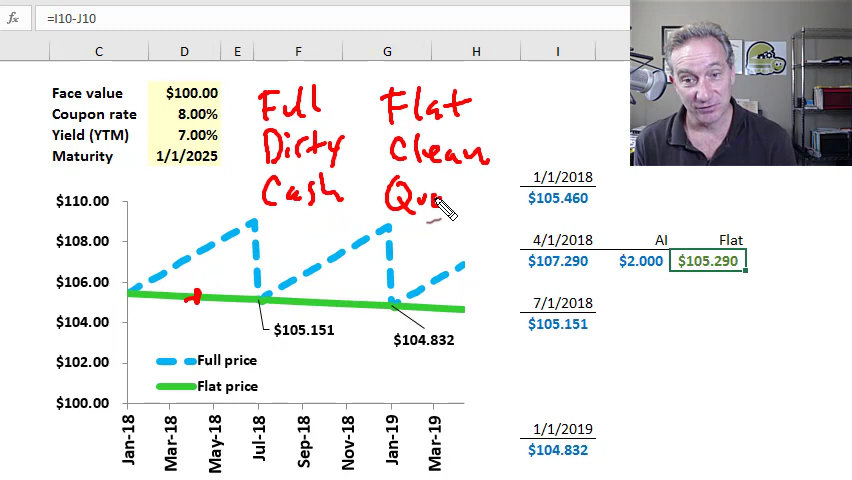 fx =I10-J10
C D E F G H I
Face value $100.00
Coupon rate 8.00%
Yield (YTM) 7.00%
Maturity 1/1/2025
Full Flat
Dirty Clean
Cash
1/1/2018
$105.460
4/1/2018 AI Flat
$107.290 $2.000 $105.290
7/1/2018
$105.151
1/1/2019
$104.832
$110.00
$108.00
$106.00
$104.00
$102.00
$100.00
$105.151
$104.832
Full price
Flat price
Jan-18 Mar-18 May-18 Jul-18 Sep-18 Nov-18 Jan-19 Mar-19